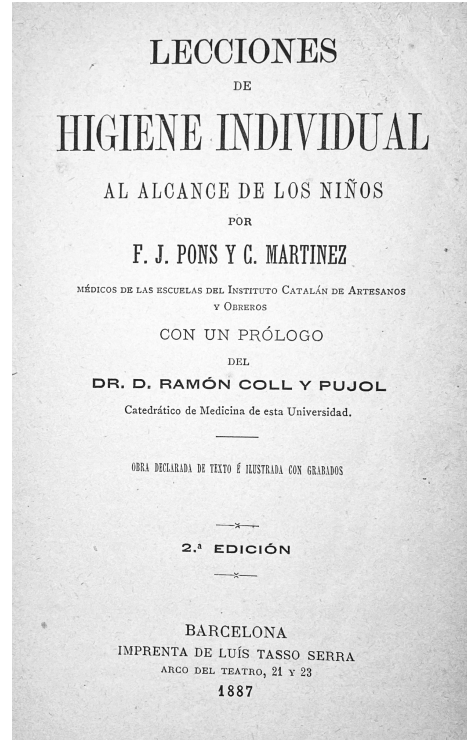 LECCIONES
DE
HIGIENE INDIVIDUAL
AL ALCANCE DE LOS NIÑOS
POR
F. J. PONS Y C. MARTINEZ
MÉDICOS DE LAS ESCUELAS DEL INSTITUTO CATALÁN DE ARTESANOS
Y OBREROS
CON UN PRÓLOGO
DEL
DR. D. RAMÓN COLL Y PUJOL
Catedrático de Medicina de esta Universidad.
OBRA DECLARADA DE TEXTO É ILUSTRADA CON GRABADOS
2.ª EDICIÓN
BARCELONA
IMPRENTA DE LUÍS TASSO SERRA
ARCO DEL TEATRO, 21 Y 23
1887